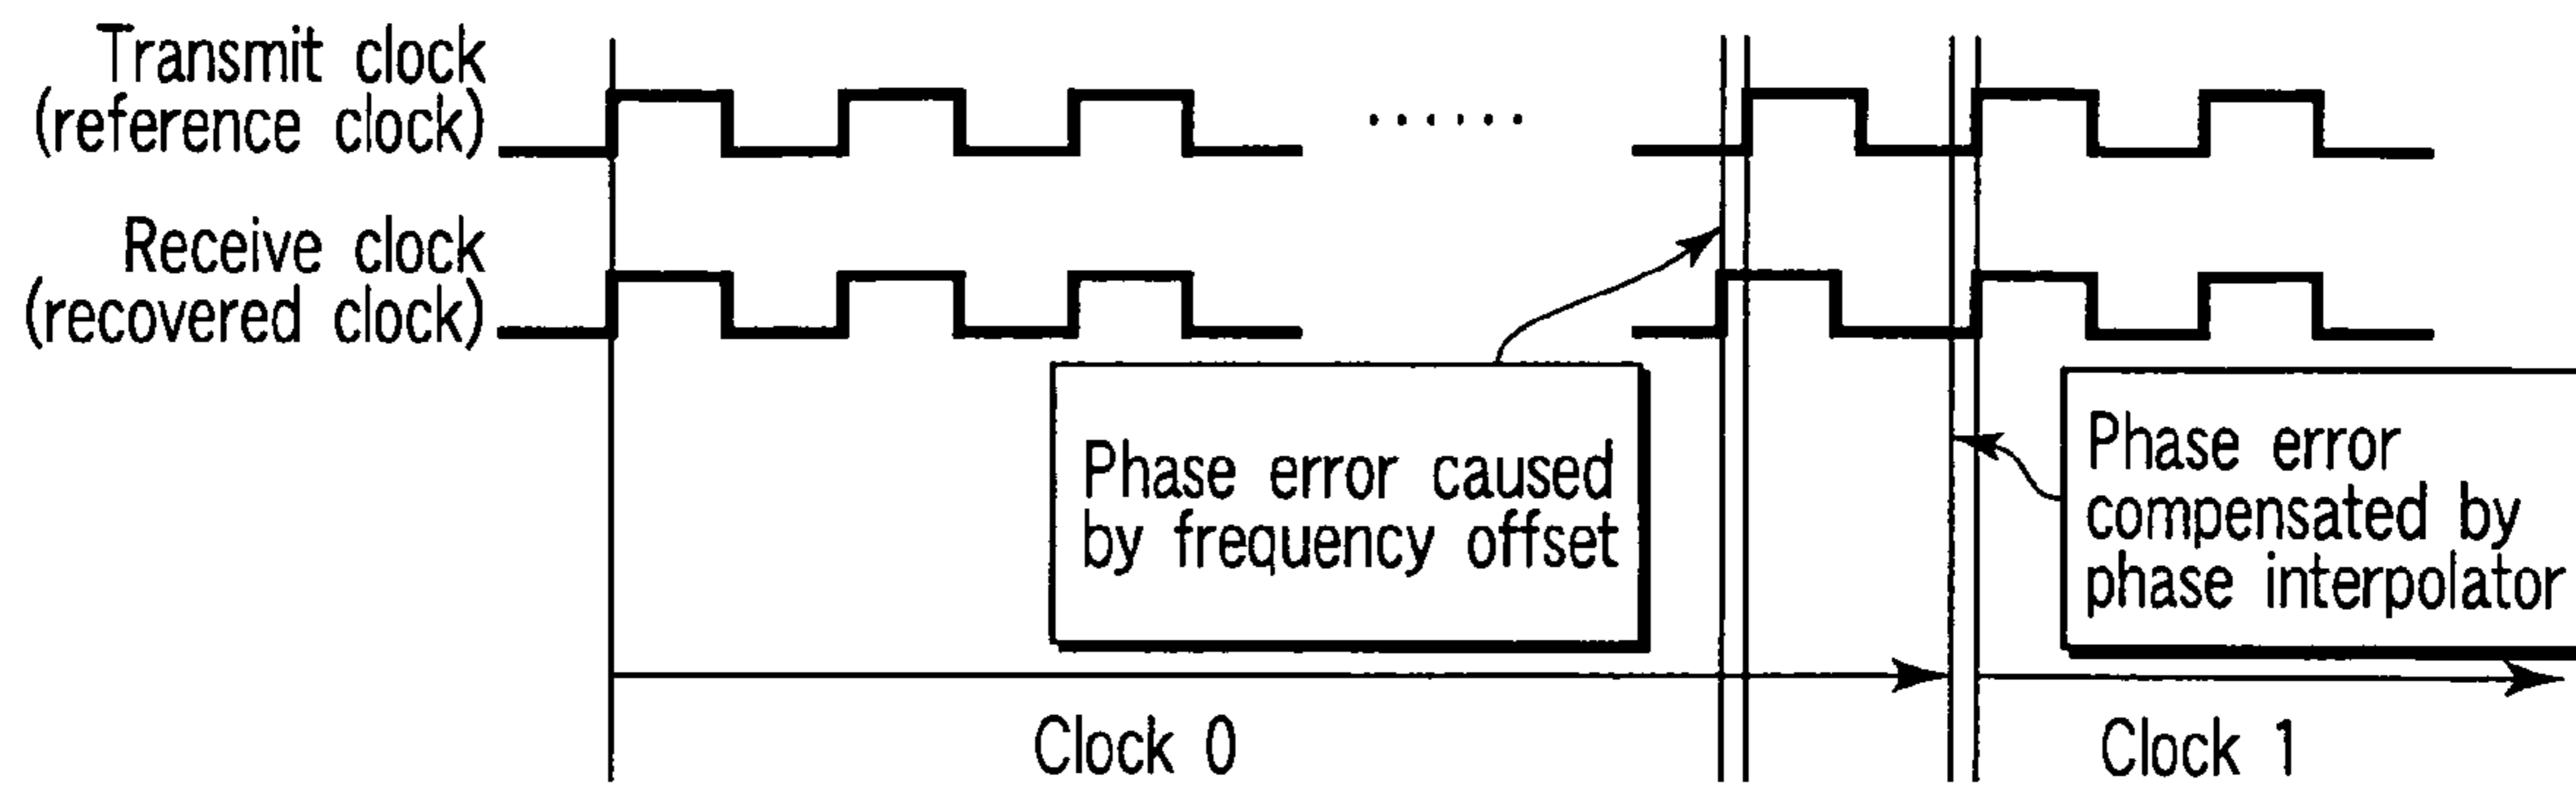 Transmit clock
(reference clock)
Receive clock
(recovered clock)
Phase error caused
by frequency offset
Phase error
compensated by
phase interpolator
Clock 0
Clock 1